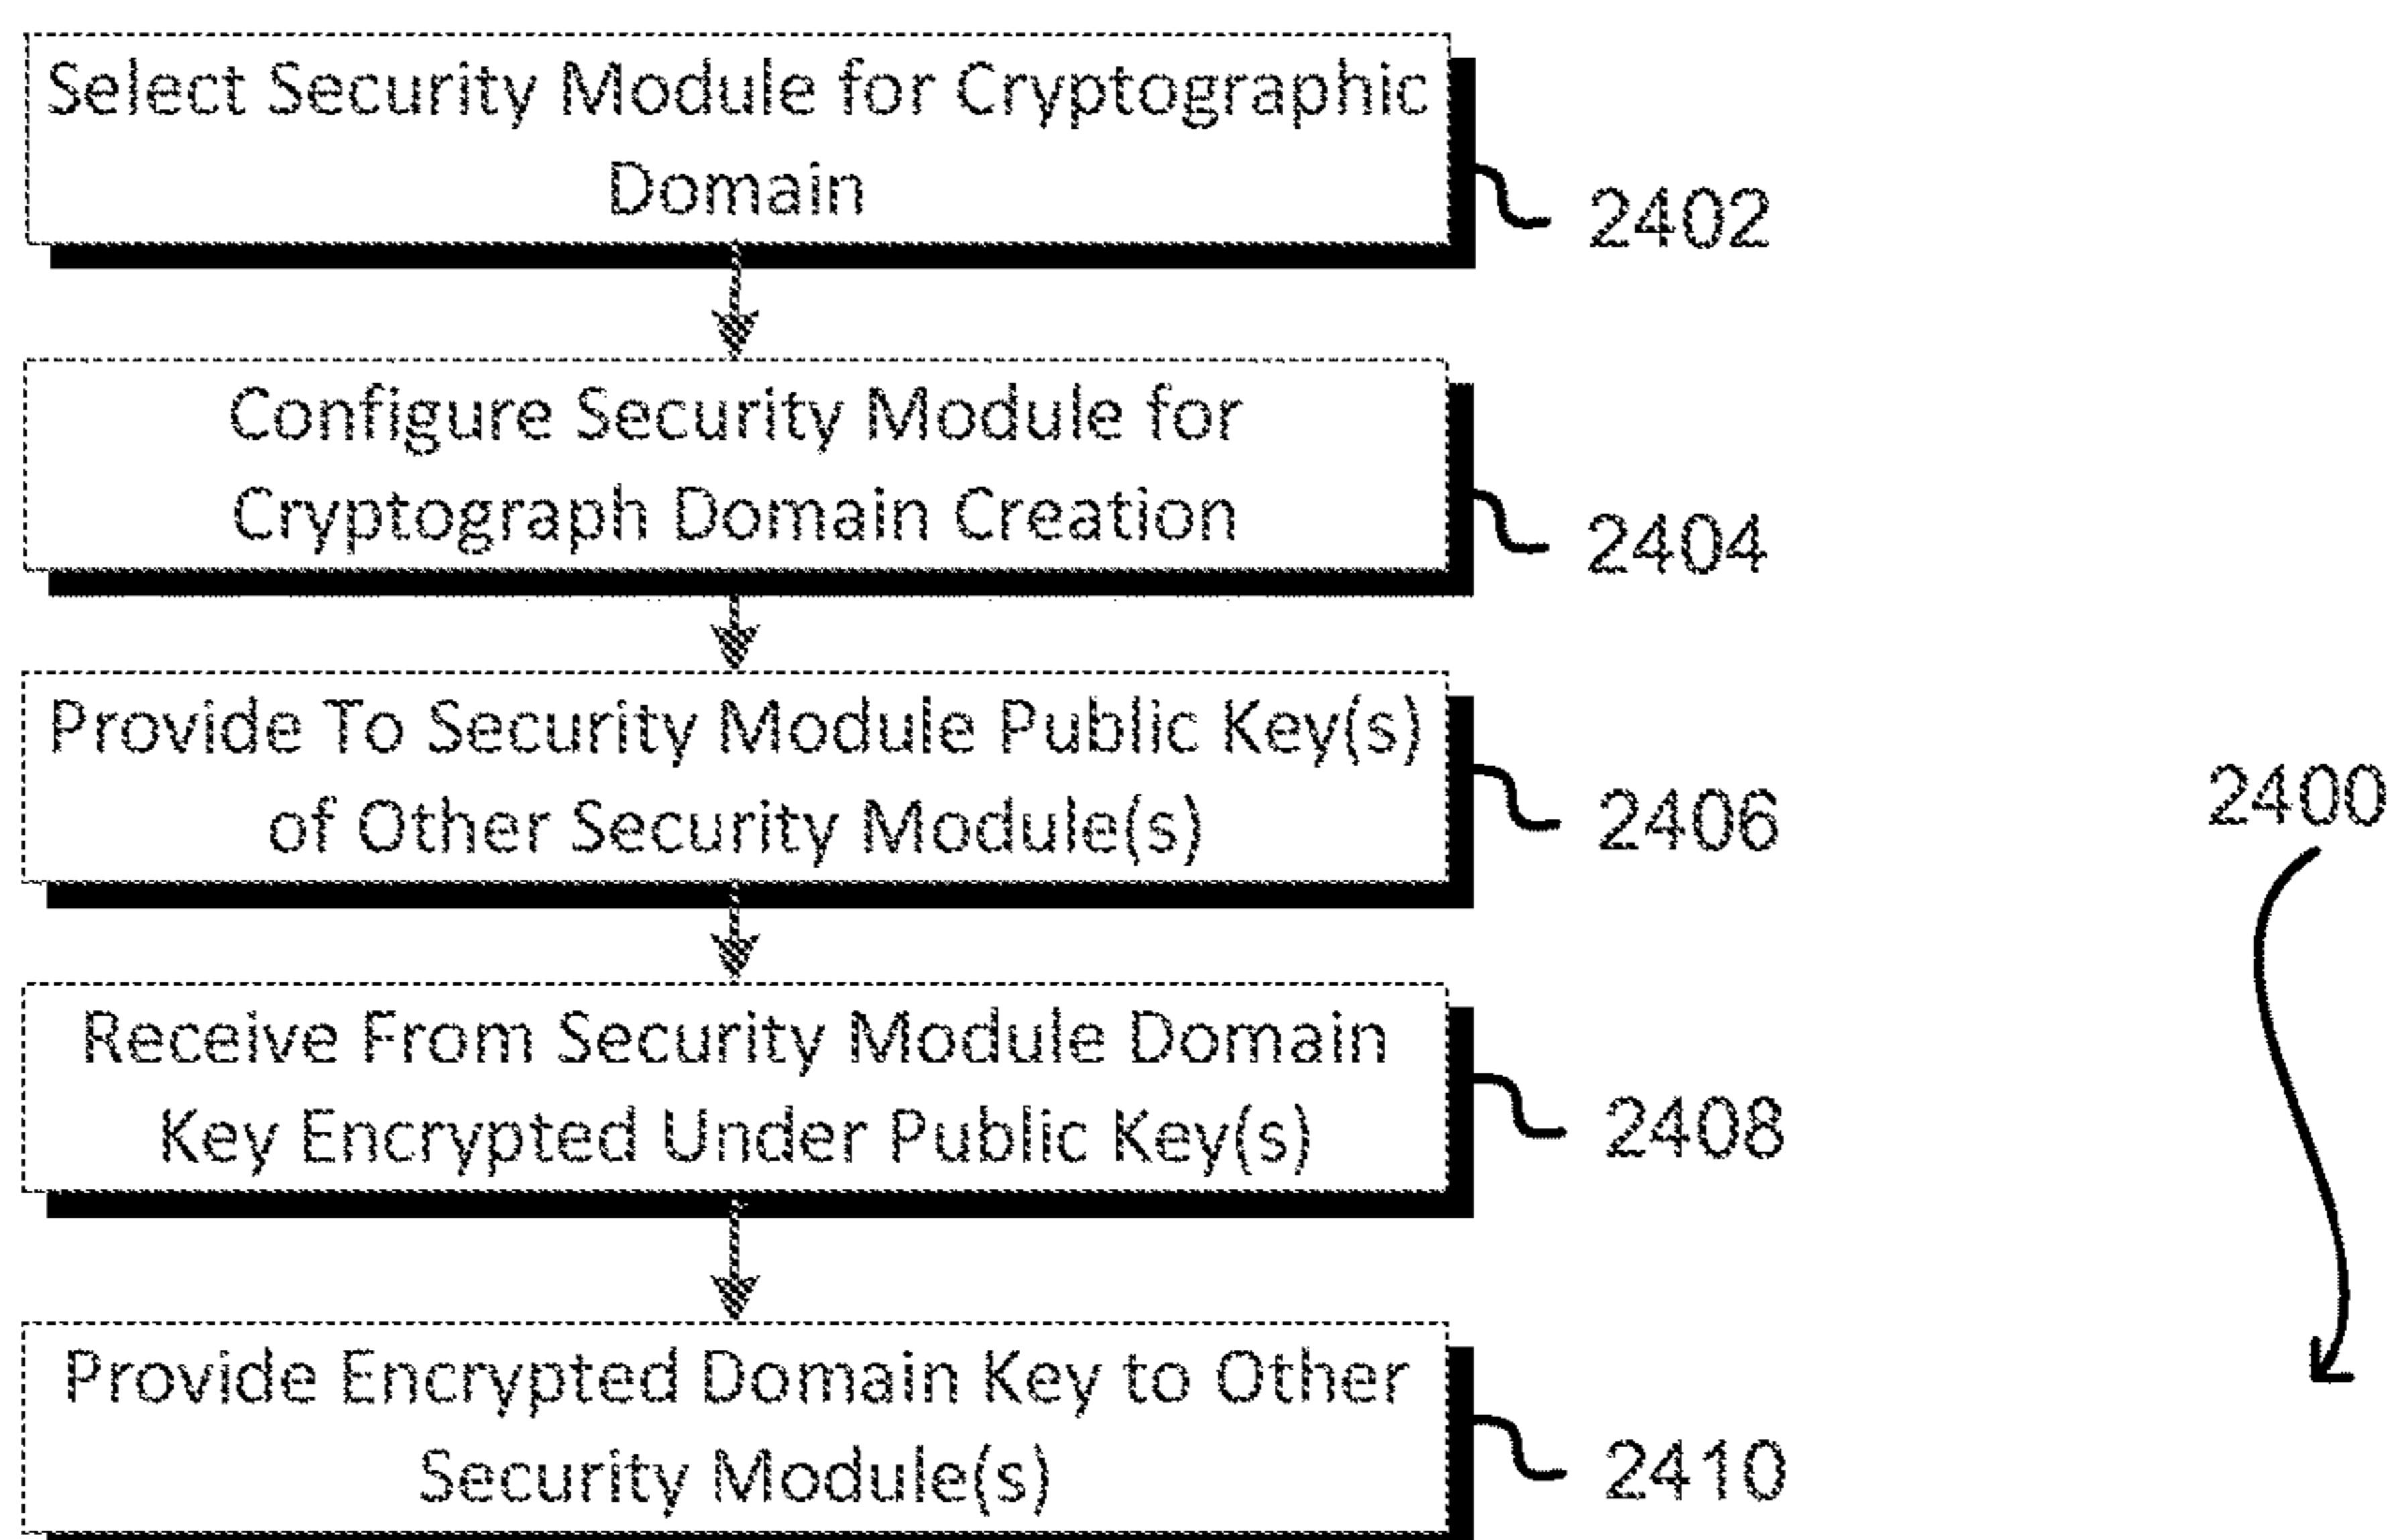 Select Security Module for Cryptographic
Domain
2402
Configure Security Module for
Cryptograph Domain Creation
2404
Provide To Security Module Public Key(s)
of Other Security Module(s)
2406
2400
Receive From Security Module Domain
Key Encrypted Under Public Key(s)
2408
Provide Encrypted Domain Key to Other
Security Module(s)
2410